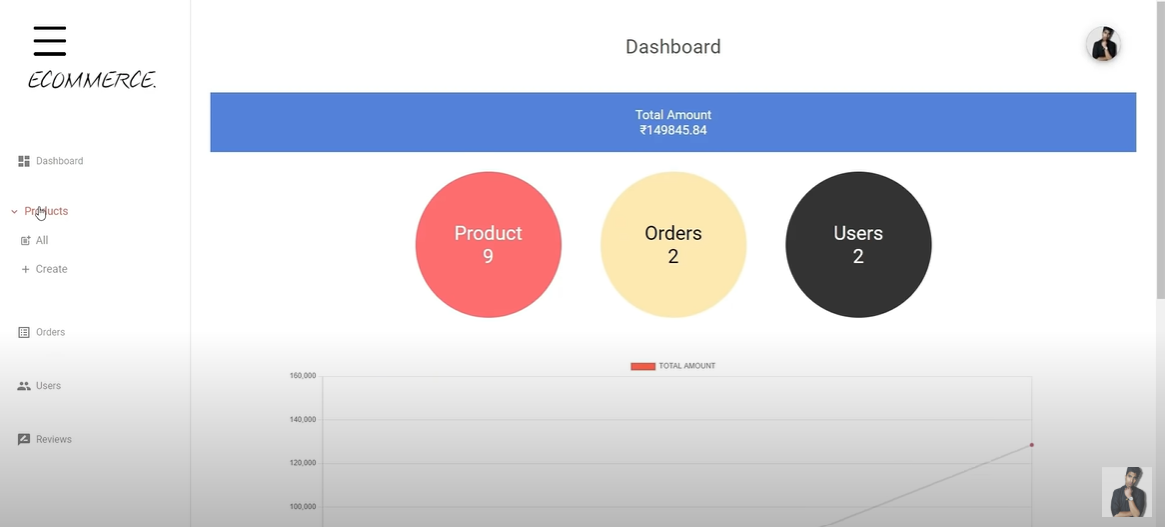 ECOMMERCE.
Dashboard
Products
All
Create
Orders
Users
Reviews
Dashboard
Total Amount
₹149845.84
Product
9
Orders
2
Users
2
TOTAL AMOUNT
160,000
140,000
120,000
100,000